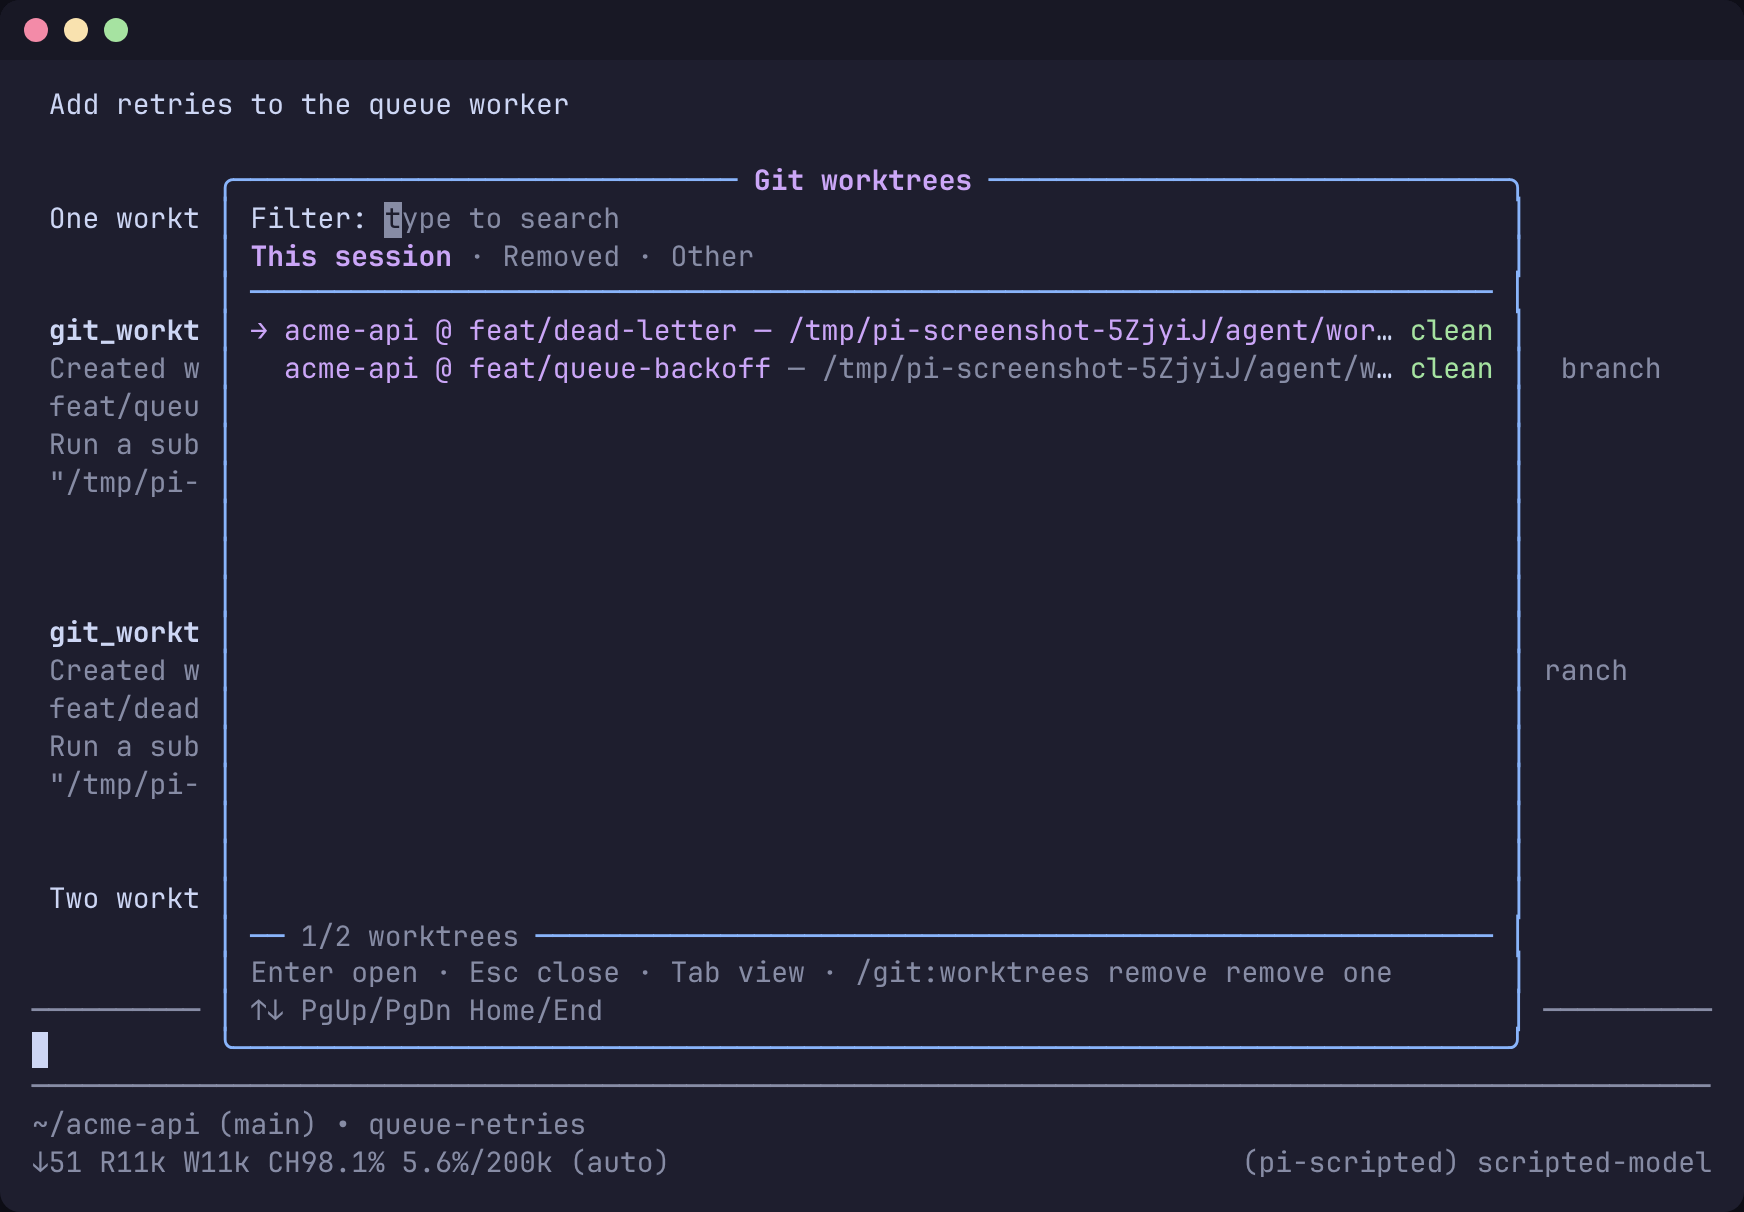 Add retries to the queue worker
Git worktrees
One workt
Filter: type to search
This session · Removed · Other
git_workt
→ acme-api @ feat/dead-letter — /tmp/pi-screenshot-5ZjyiJ/agent/wor… clean
Created w
acme-api @ feat/queue-backoff — /tmp/pi-screenshot-5ZjyiJ/agent/w… clean
branch
feat/queu
Run a sub
"/tmp/pi-
git_workt
Created w
ranch
feat/dead
Run a sub
"/tmp/pi-
Two workt
1/2 worktrees
Enter open · Esc close · Tab view · /git:worktrees remove remove one
↑↓ PgUp/PgDn Home/End
~/acme-api (main) • queue-retries
↓51 R11k W11k CH98.1% 5.6%/200k (auto)
(pi-scripted) scripted-model